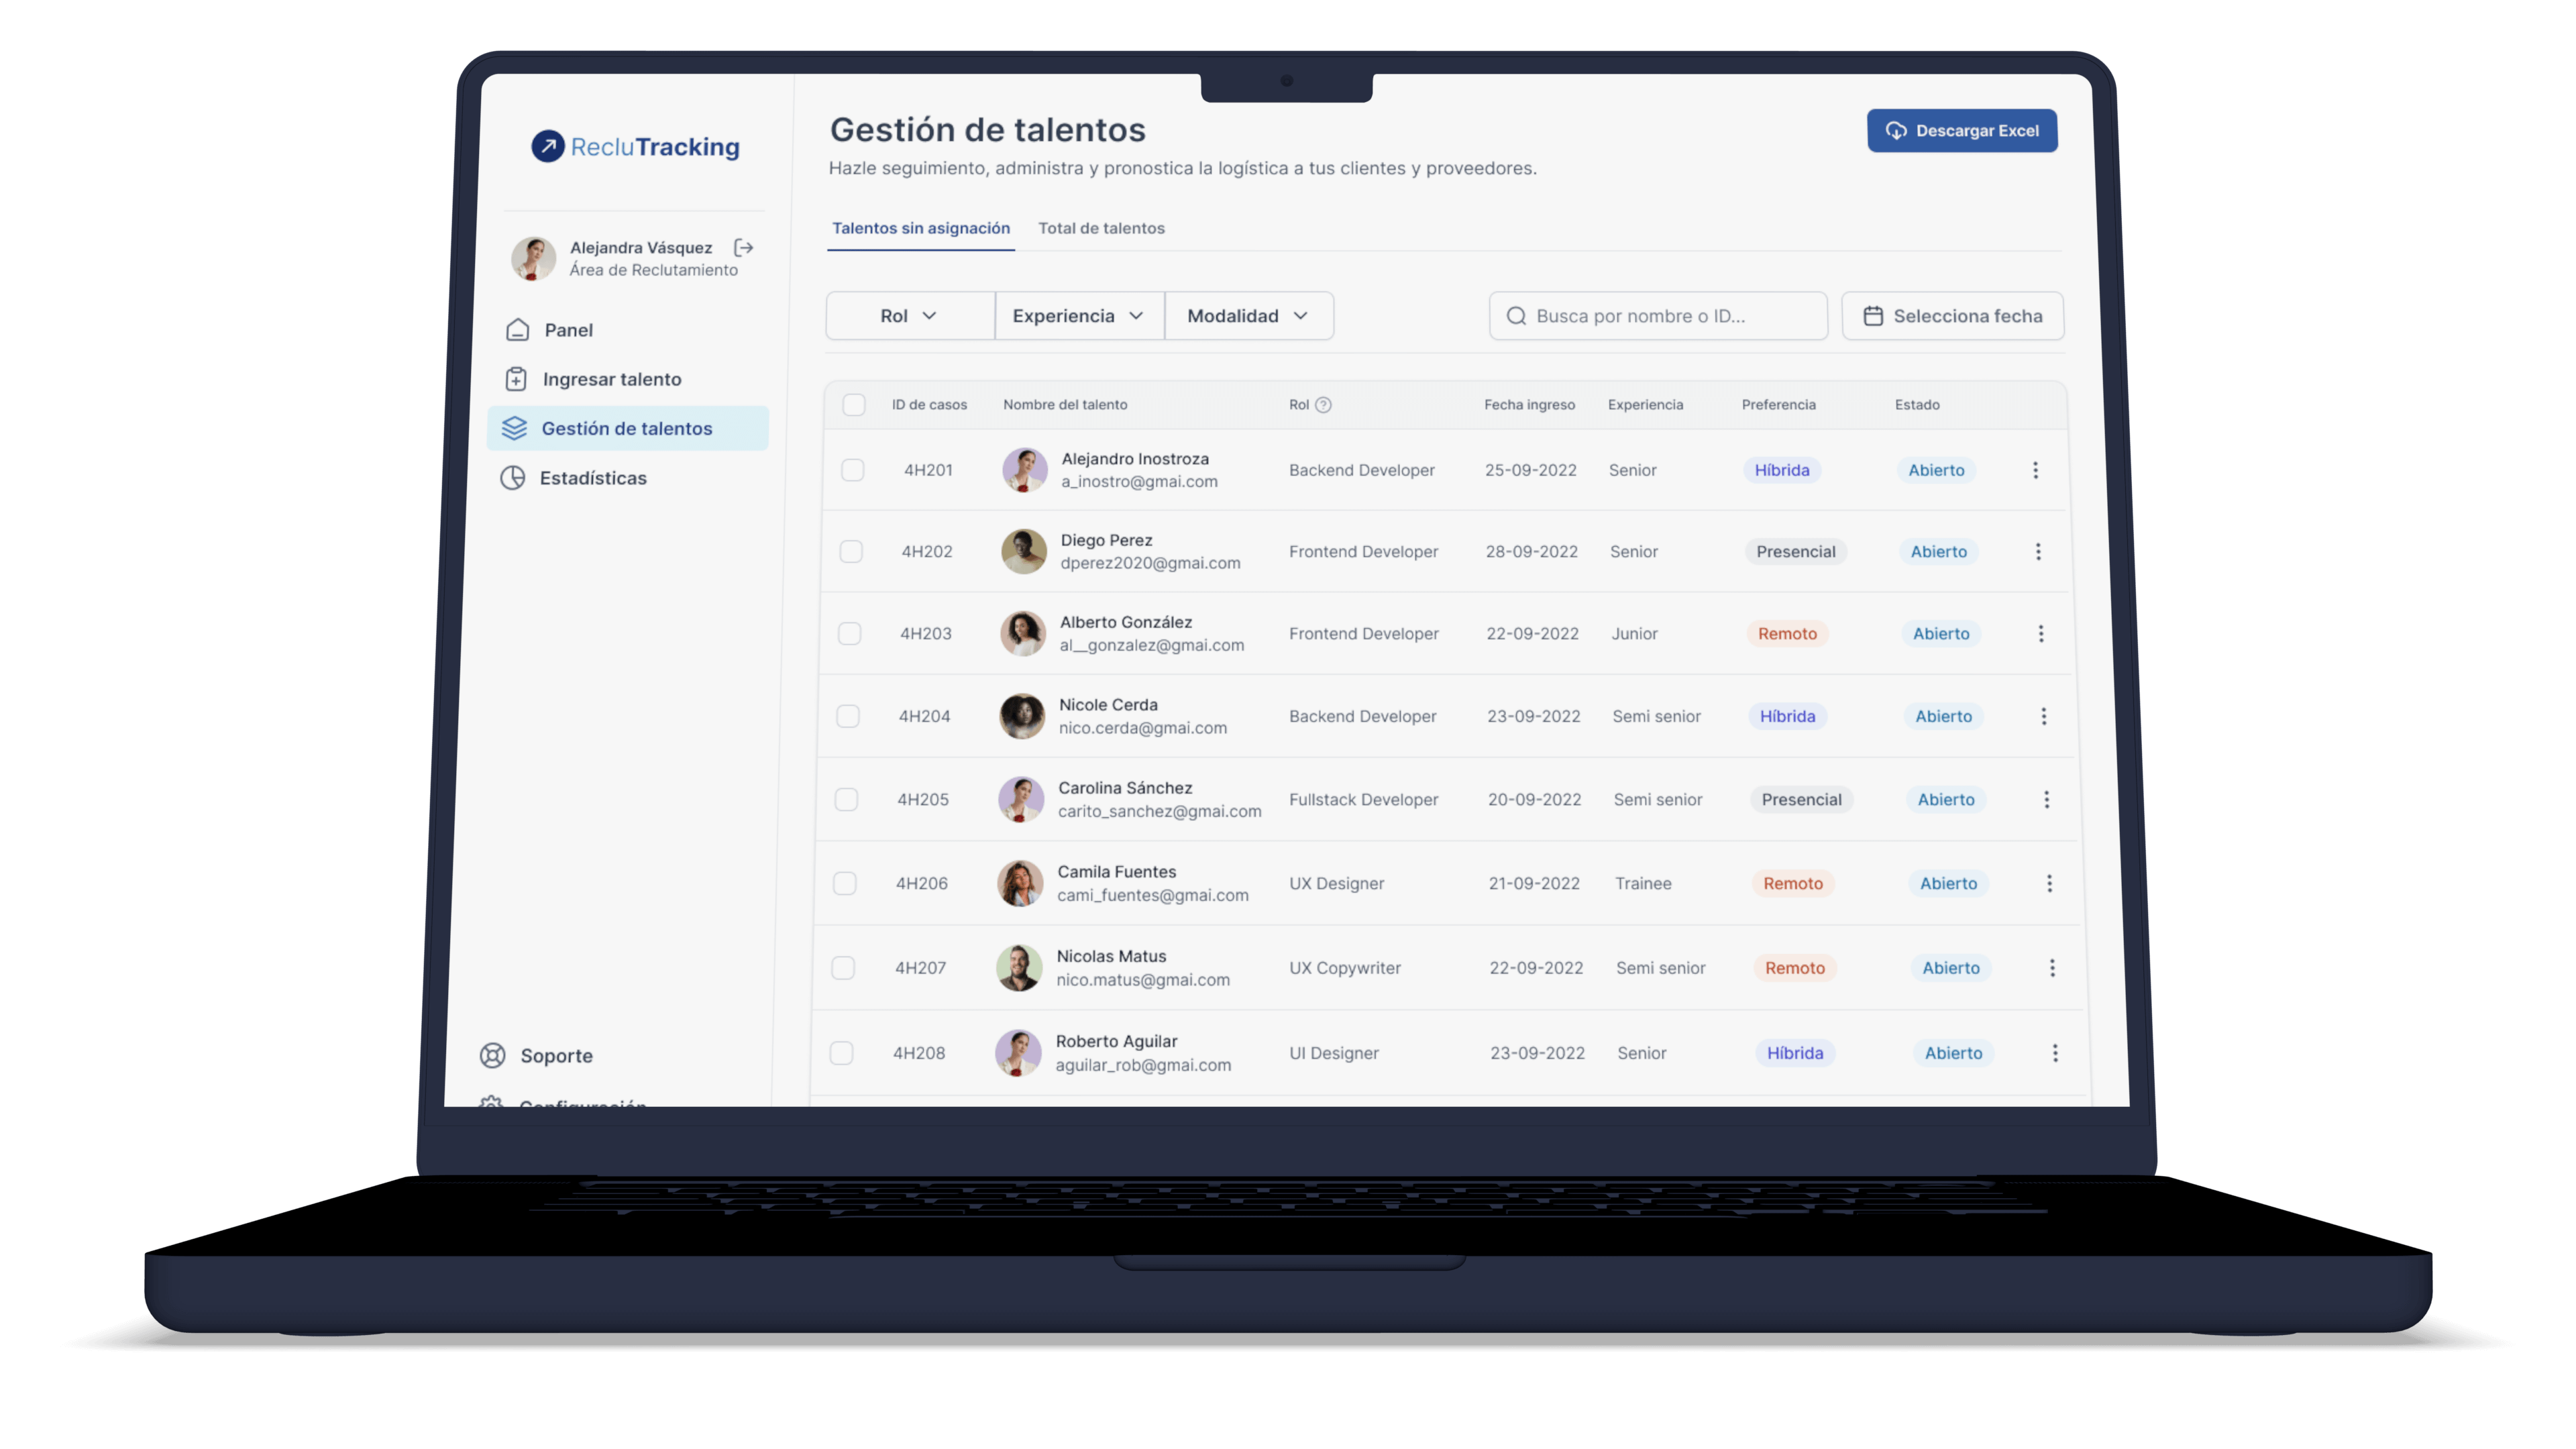 RecluTracking
Alejandra Vásquez
Área de Reclutamiento
Panel
Ingresar talento
Gestión de talentos
Estadísticas
Soporte
Configuración
Gestión de talentos
Descargar Excel
Hazle seguimiento, administra y pronostica la logística a tus clientes y proveedores.
Talentos sin asignación Total de talentos
Rol Experiencia Modalidad Busca por nombre o ID... Selecciona fecha
ID de casos Nombre del talento Rol ? Fecha ingreso Experiencia Preferencia Estado
4H201 Alejandro Inostroza Backend Developer 25-09-2022 Senior Híbrida Abierto
a_inostro@gmai.com
4H202 Diego Perez Frontend Developer 28-09-2022 Senior Presencial Abierto
dperez2020@gmai.com
4H203 Alberto González Frontend Developer 22-09-2022 Junior Remoto Abierto
al__gonzalez@gmai.com
4H204 Nicole Cerda Backend Developer 23-09-2022 Semi senior Híbrida Abierto
nico.cerda@gmai.com
4H205 Carolina Sánchez Fullstack Developer 20-09-2022 Semi senior Presencial Abierto
carito_sanchez@gmai.com
4H206 Camila Fuentes UX Designer 21-09-2022 Trainee Remoto Abierto
cami_fuentes@gmai.com
4H207 Nicolas Matus UX Copywriter 22-09-2022 Semi senior Remoto Abierto
nico.matus@gmai.com
4H208 Roberto Aguilar UI Designer 23-09-2022 Senior Híbrida Abierto
aguilar_rob@gmai.com